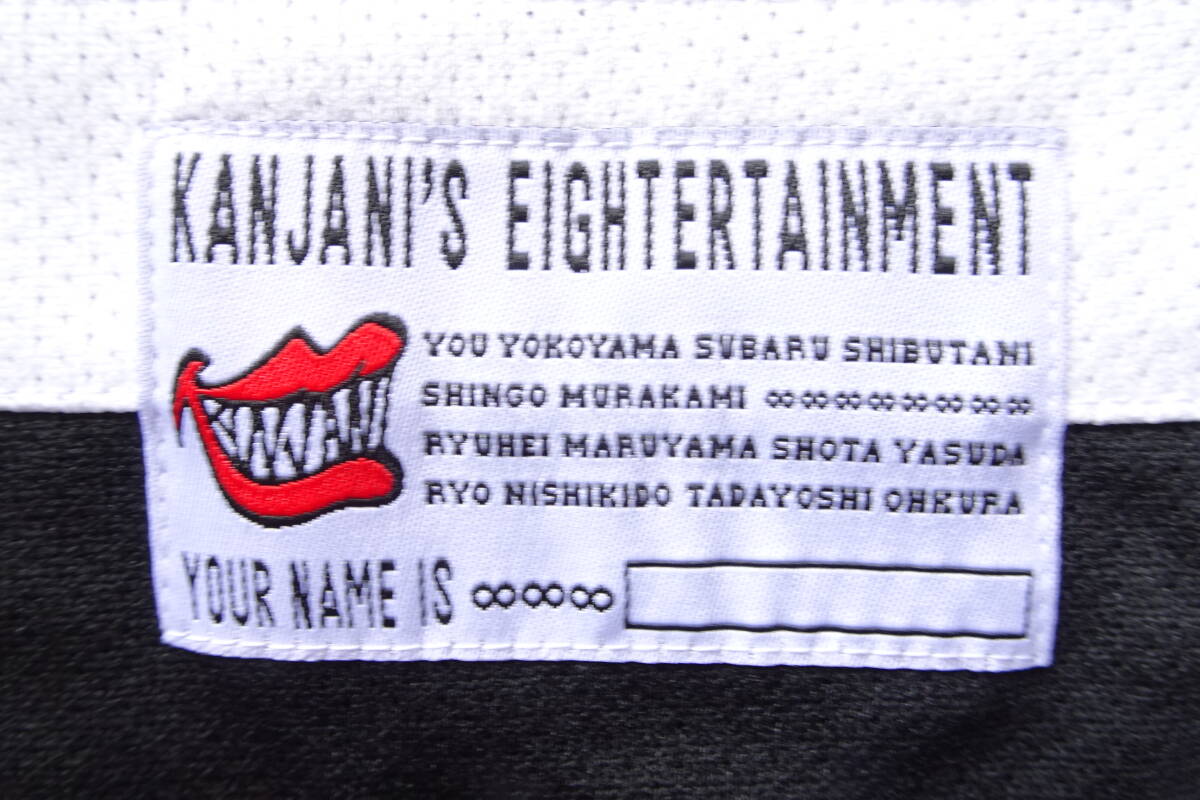 KANJANI'S EIGHTERTAINMENT
YOU YOKOYAMA SUBARU SHIBUTANI
SHINGO MURAKAMI ∞∞∞∞∞∞∞∞
RYUHEI MARUYAMA SHOTA YASUDA
RYO NISHIKIDO TADAYOSHI OHKURA
YOUR NAME IS ∞∞∞